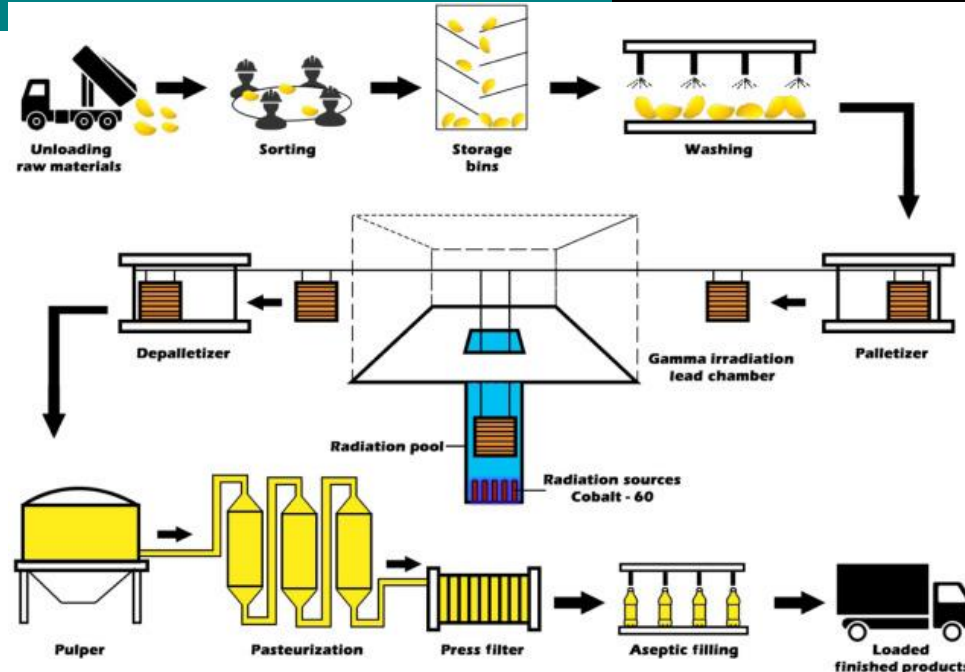 Unloading
raw materials
Sorting
Storage
bins
Washing
Depalletizer
Gamma irradiation
lead chamber
Palletizer
Radiation pool
Radiation sources
Cobalt - 60
Pulper
Pasteurization
Press filter
Aseptic filling
Loaded
finished products